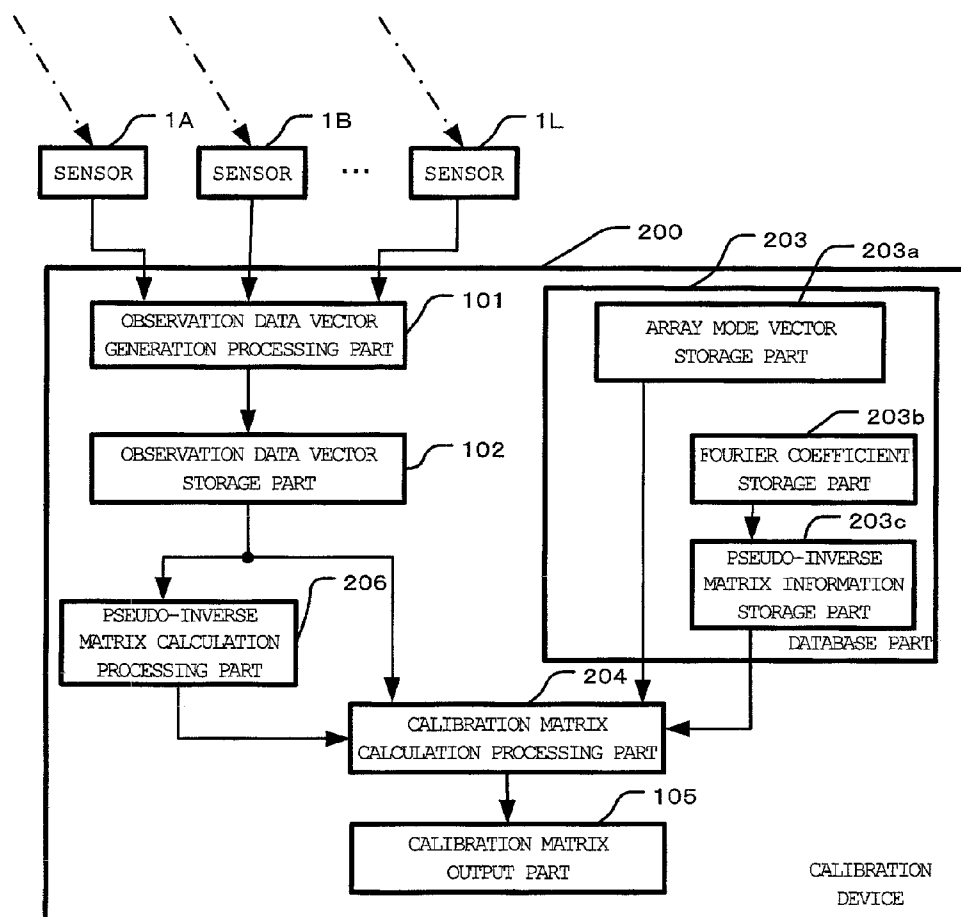 1A
1B
1L
SENSOR
SENSOR
...
SENSOR
200
203
203a
101
OBSERVATION DATA VECTOR
GENERATION PROCESSING PART
ARRAY MODE VECTOR
STORAGE PART
102
OBSERVATION DATA VECTOR
STORAGE PART
203b
FOURIER COEFFICIENT
STORAGE PART
203c
PSEUDO-INVERSE
MATRIX INFORMATION
STORAGE PART
DATABASE PART
206
PSEUDO-INVERSE
MATRIX CALCULATION
PROCESSING PART
204
CALIBRATION MATRIX
CALCULATION PROCESSING PART
105
CALIBRATION MATRIX
OUTPUT PART
CALIBRATION
DEVICE